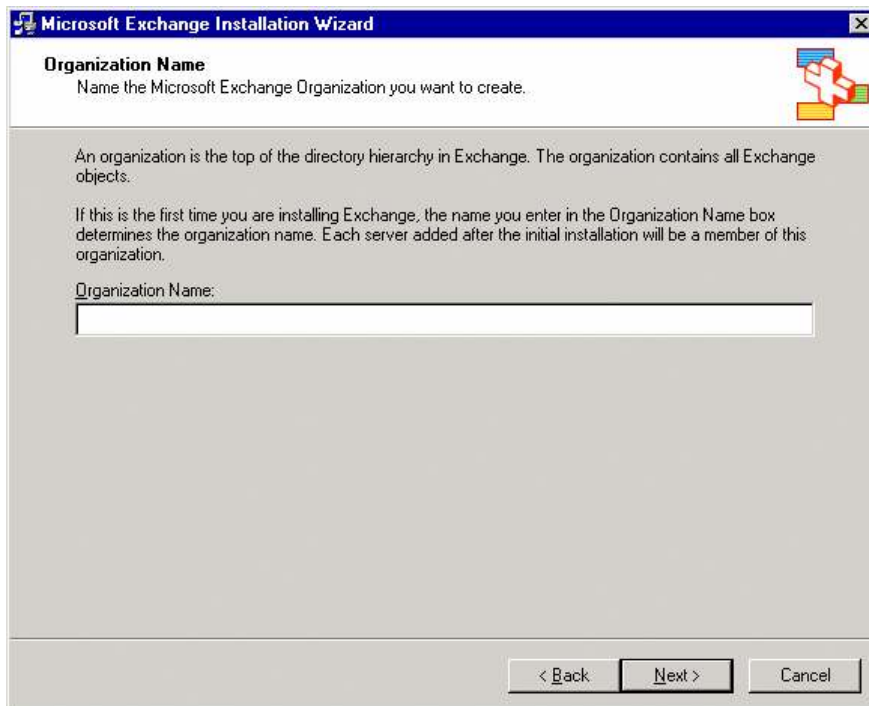 Microsoft Exchange Installation Wizard
Organization Name
Name the Microsoft Exchange Organization you want to create.
An organization is the top of the directory hierarchy in Exchange. The organization contains all Exchange
objects.
If this is the first time you are installing Exchange, the name you enter in the Organization Name box
determines the organization name. Each server added after the initial installation will be a member of this
organization.
Organization Name:
< Back
Next >
Cancel